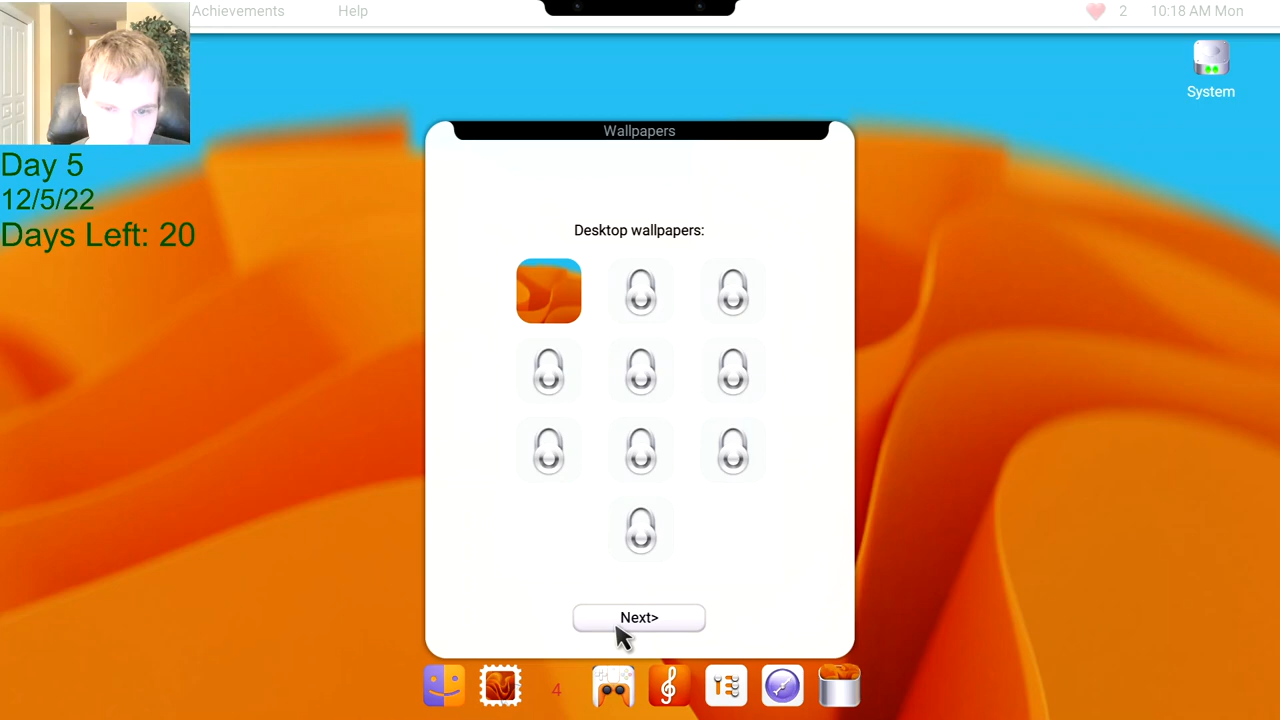 Achievements Help 2 10:18 AM Mon
System
Day 5
12/5/22
Days Left: 20
Wallpapers
Desktop wallpapers:
Next>
4